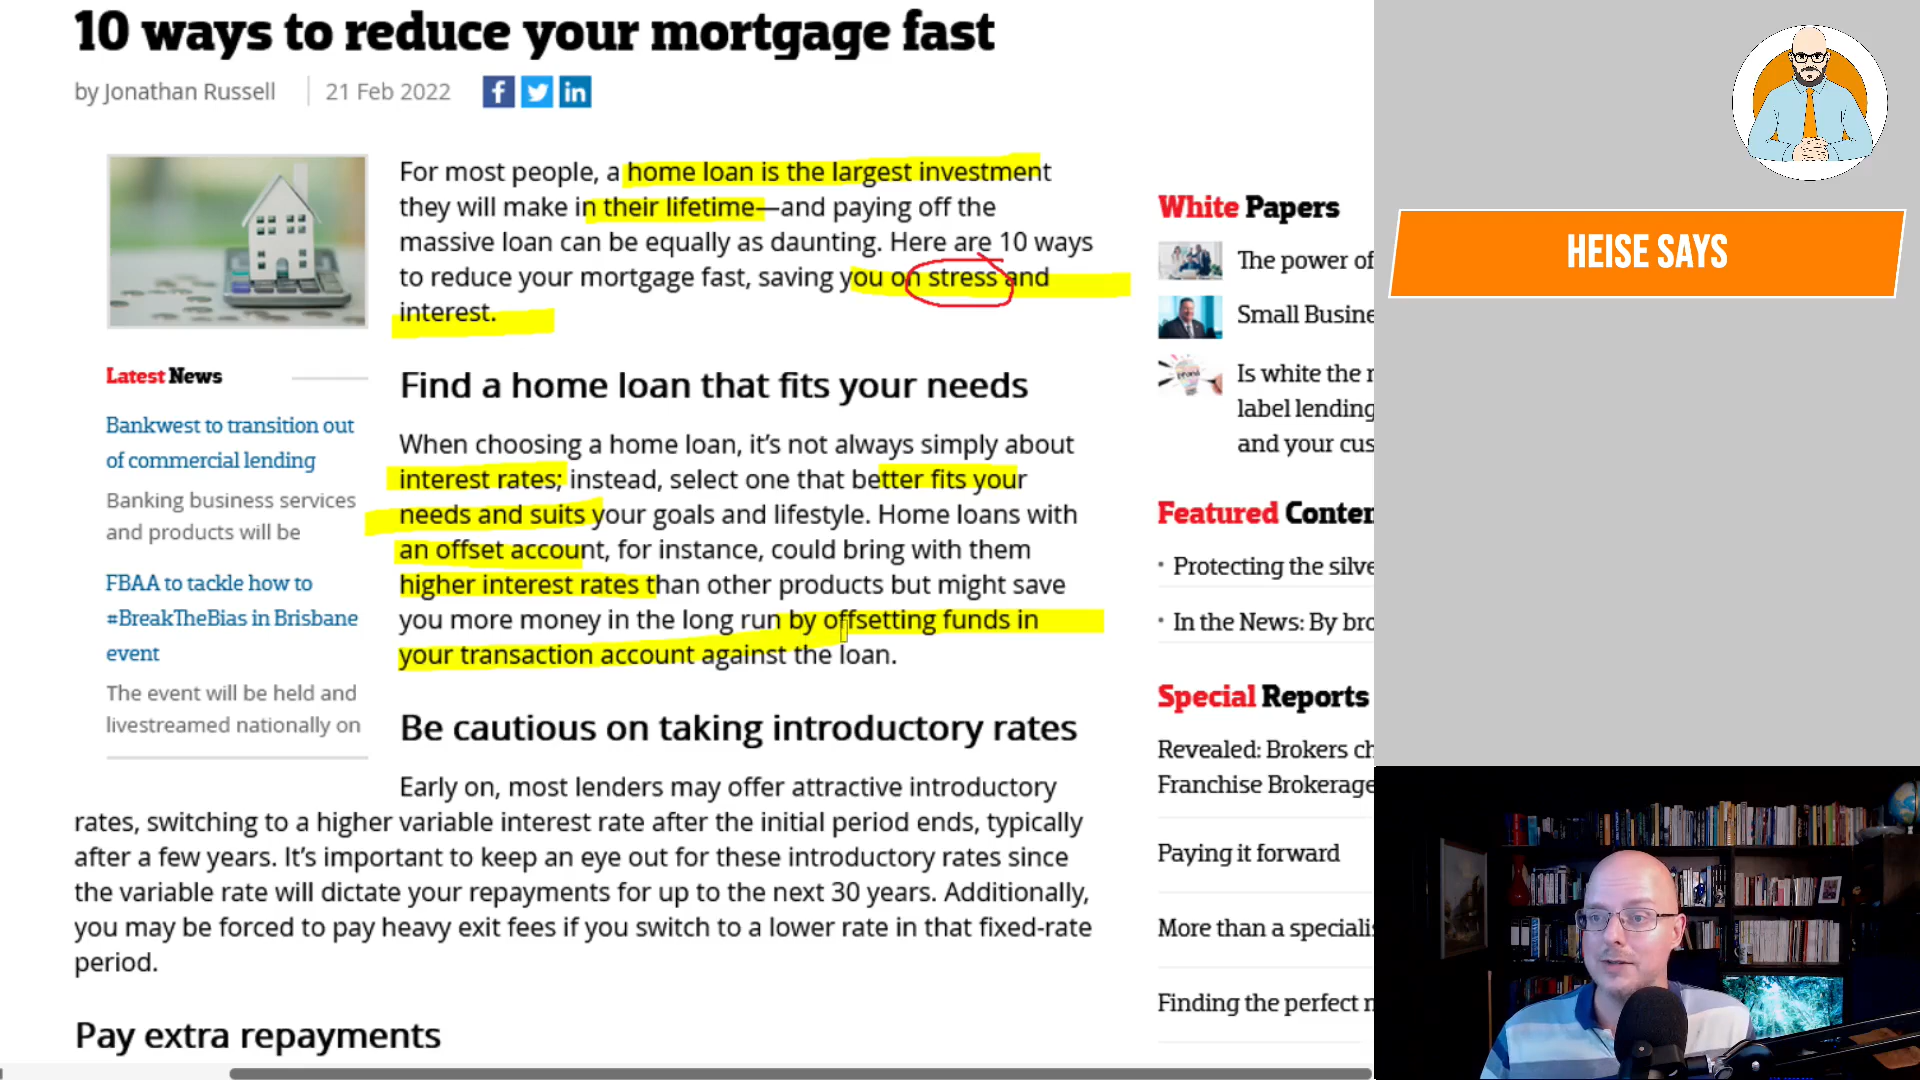 10 ways to reduce your mortgage fast
by Jonathan Russell
21 Feb 2022
f
in
For most people, a home loan is the largest investment
they will make in their lifetime—and paying off the
massive loan can be equally as daunting. Here are 10 ways
to reduce your mortgage fast, saving you on stress and
interest.
Find a home loan that fits your needs
When choosing a home loan, it's not always simply about
interest rates; instead, select one that better fits your
needs and suits your goals and lifestyle. Home loans with
an offset account, for instance, could bring with them
higher interest rates than other products but might save
you more money in the long run by offsetting funds in
your transaction account against the loan.
Be cautious on taking introductory rates
Early on, most lenders may offer attractive introductory
rates, switching to a higher variable interest rate after the initial period ends, typically
after a few years. It's important to keep an eye out for these introductory rates since
the variable rate will dictate your repayments for up to the next 30 years. Additionally,
you may be forced to pay heavy exit fees if you switch to a lower rate in that fixed-rate
period.
Pay extra repayments
Latest News
Bankwest to transition out
of commercial lending
Banking business services
and products will be
FBAA to tackle how to
#BreakTheBias in Brisbane
event
The event will be held and
livestreamed nationally on
White Papers
The power of
Small Busine
Is white the r
label lending
and your cus
Featured Conter
Protecting the silve
In the News: By bro
Special Reports
Revealed: Brokers ch
Franchise Brokerage
Paying it forward
More than a speciali
Finding the perfect n
HEISE SAYS